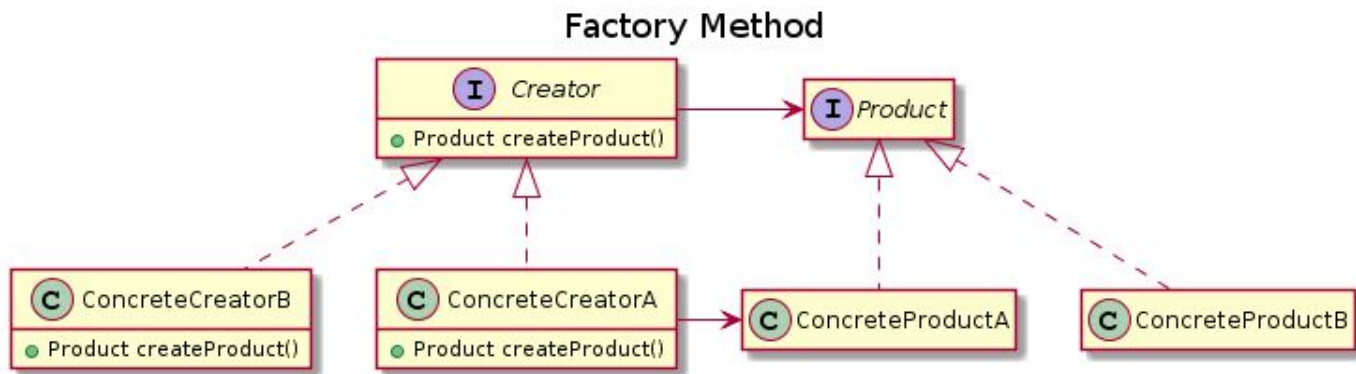 Factory Method
I Creator
Product createProduct()
I Product
C ConcreteCreatorB
Product createProduct()
C ConcreteCreatorA
Product createProduct()
C ConcreteProductA
C ConcreteProductB